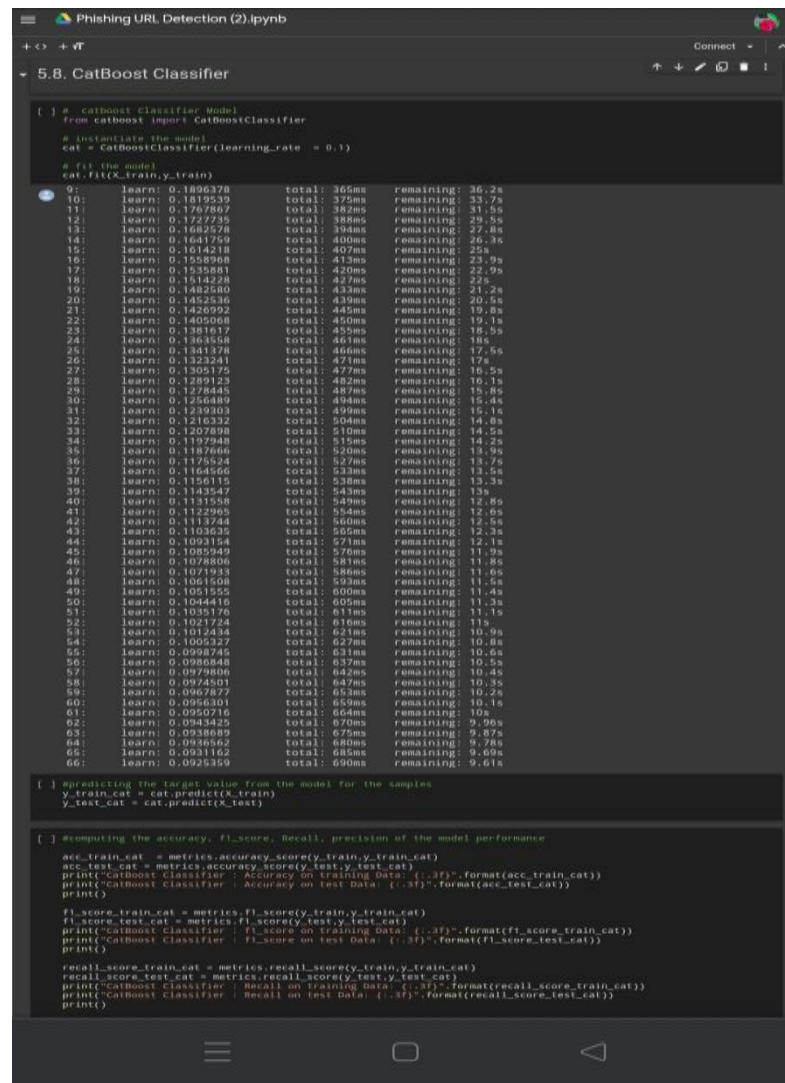 Phishing URL Detection (2).ipynb
Connect
5.8. CatBoost Classifier
[ ] # catboost Classifier Model
from catboost import CatBoostClassifier
# instantiate the model
cat = CatBoostClassifier(learning_rate = 0.1)
# fit the model
cat.fit(X_train,y_train)
9: learn: 0.1896378 total: 365ms remaining: 36.2s
10: learn: 0.1819539 total: 375ms remaining: 33.7s
11: learn: 0.1767867 total: 382ms remaining: 31.5s
12: learn: 0.1727735 total: 388ms remaining: 29.5s
13: learn: 0.1682578 total: 394ms remaining: 27.8s
14: learn: 0.1641759 total: 400ms remaining: 26.3s
15: learn: 0.1614218 total: 407ms remaining: 25s
16: learn: 0.1558968 total: 413ms remaining: 23.9s
17: learn: 0.1535881 total: 420ms remaining: 22.9s
18: learn: 0.1514228 total: 427ms remaining: 22s
19: learn: 0.1482580 total: 433ms remaining: 21.2s
20: learn: 0.1452536 total: 439ms remaining: 20.5s
21: learn: 0.1426992 total: 445ms remaining: 19.8s
22: learn: 0.1405068 total: 450ms remaining: 19.1s
23: learn: 0.1381617 total: 455ms remaining: 18.5s
24: learn: 0.1363558 total: 461ms remaining: 18s
25: learn: 0.1341378 total: 466ms remaining: 17.5s
26: learn: 0.1323241 total: 471ms remaining: 17s
27: learn: 0.1305175 total: 477ms remaining: 16.5s
28: learn: 0.1289123 total: 482ms remaining: 16.1s
29: learn: 0.1278445 total: 487ms remaining: 15.8s
30: learn: 0.1256489 total: 494ms remaining: 15.4s
31: learn: 0.1239303 total: 499ms remaining: 15.1s
32: learn: 0.1216332 total: 504ms remaining: 14.8s
33: learn: 0.1207898 total: 510ms remaining: 14.5s
34: learn: 0.1197948 total: 515ms remaining: 14.2s
35: learn: 0.1187666 total: 520ms remaining: 13.9s
36: learn: 0.1175524 total: 527ms remaining: 13.7s
37: learn: 0.1164566 total: 533ms remaining: 13.5s
38: learn: 0.1156115 total: 538ms remaining: 13.3s
39: learn: 0.1143547 total: 543ms remaining: 13s
40: learn: 0.1131558 total: 549ms remaining: 12.8s
41: learn: 0.1122965 total: 554ms remaining: 12.6s
42: learn: 0.1113744 total: 560ms remaining: 12.5s
43: learn: 0.1103635 total: 565ms remaining: 12.3s
44: learn: 0.1093154 total: 571ms remaining: 12.1s
45: learn: 0.1085949 total: 576ms remaining: 11.9s
46: learn: 0.1078806 total: 581ms remaining: 11.8s
47: learn: 0.1071933 total: 586ms remaining: 11.6s
48: learn: 0.1061508 total: 593ms remaining: 11.5s
49: learn: 0.1051555 total: 600ms remaining: 11.4s
50: learn: 0.1044416 total: 605ms remaining: 11.3s
51: learn: 0.1035176 total: 611ms remaining: 11.1s
52: learn: 0.1021724 total: 616ms remaining: 11s
53: learn: 0.1012434 total: 621ms remaining: 10.9s
54: learn: 0.1005327 total: 627ms remaining: 10.8s
55: learn: 0.0998745 total: 631ms remaining: 10.6s
56: learn: 0.0986848 total: 637ms remaining: 10.5s
57: learn: 0.0979806 total: 642ms remaining: 10.4s
58: learn: 0.0974501 total: 647ms remaining: 10.3s
59: learn: 0.0967877 total: 653ms remaining: 10.2s
60: learn: 0.0956301 total: 659ms remaining: 10.1s
61: learn: 0.0950716 total: 664ms remaining: 10s
62: learn: 0.0943425 total: 670ms remaining: 9.96s
63: learn: 0.0938689 total: 675ms remaining: 9.87s
64: learn: 0.0936562 total: 680ms remaining: 9.78s
65: learn: 0.0931162 total: 685ms remaining: 9.69s
66: learn: 0.0925359 total: 690ms remaining: 9.61s
[ ] #predicting the target value from the model for the samples
y_train_cat = cat.predict(X_train)
y_test_cat = cat.predict(X_test)
[ ] #computing the accuracy, f1_score, Recall, precision of the model performance
acc_train_cat = metrics.accuracy_score(y_train,y_train_cat)
acc_test_cat = metrics.accuracy_score(y_test,y_test_cat)
print("CatBoost Classifier : Accuracy on training Data: {:.3f}".format(acc_train_cat))
print("CatBoost Classifier : Accuracy on test Data: {:.3f}".format(acc_test_cat))
print()
f1_score_train_cat = metrics.f1_score(y_train,y_train_cat)
f1_score_test_cat = metrics.f1_score(y_test,y_test_cat)
print("CatBoost Classifier : f1_score on training Data: {:.3f}".format(f1_score_train_cat))
print("CatBoost Classifier : f1_score on test Data: {:.3f}".format(f1_score_test_cat))
print()
recall_score_train_cat = metrics.recall_score(y_train,y_train_cat)
recall_score_test_cat = metrics.recall_score(y_test,y_test_cat)
print("CatBoost Classifier : Recall on training Data: {:.3f}".format(recall_score_train_cat))
print("CatBoost Classifier : Recall on test Data: {:.3f}".format(recall_score_test_cat))
print()